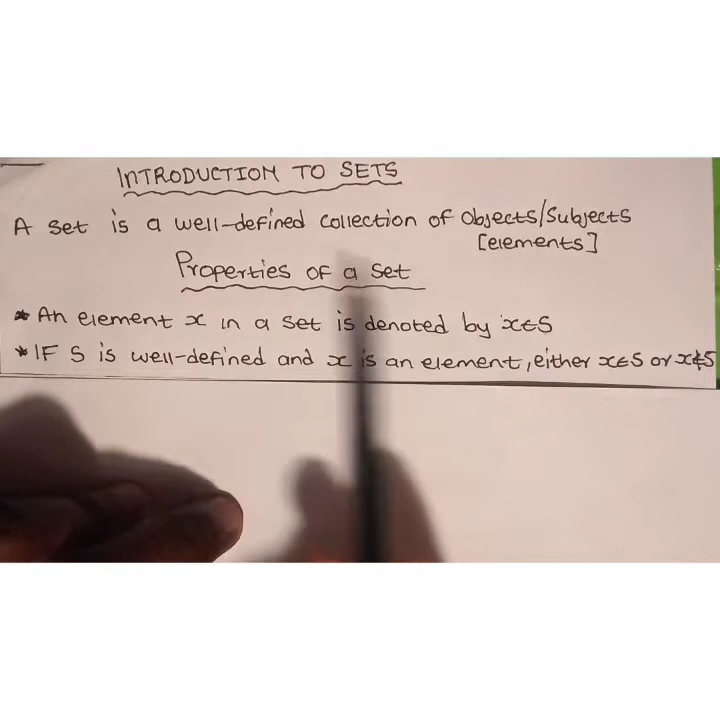 INTRODUCTION TO SETS
A set is a well-defined collection of Objects/Subjects
[elements]
Properties of a set
* An element x in a set is denoted by x∈S
* IF S is well-defined and x is an element, either x∈S or x∉S